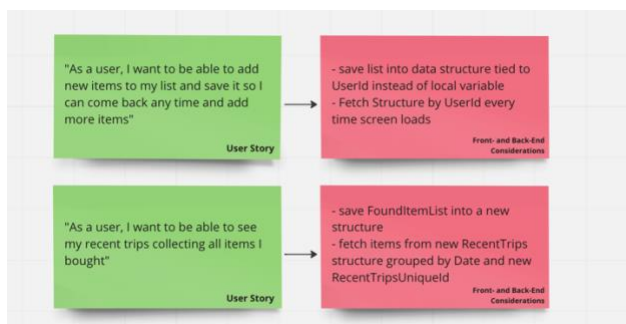 "As a user, I want to be able to add
new items to my list and save it so I
can come back any time and add
more items"
User Story
- save list into data structure tied to
UserId instead of local variable
- Fetch Structure by UserId every
time screen loads
Front- and Back-End
Considerations
"As a user, I want to be able to see
my recent trips collecting all items I
bought"
User Story
- save FoundItemList into a new
structure
- fetch items from new RecentTrips
structure grouped by Date and new
RecentTripsUniqueId
Front- and Back-End
Considerations